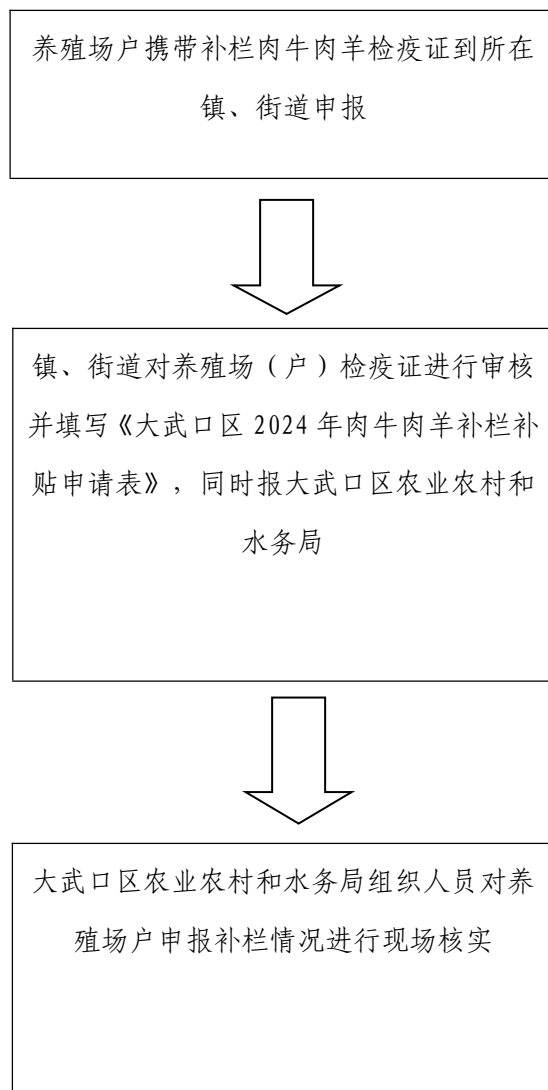 养殖场户携带补栏肉牛肉羊检疫证到所在
镇、街道申报
镇、街道对养殖场（户）检疫证进行审核
并填写《大武口区 2024 年肉牛肉羊补栏补
贴申请表》，同时报大武口区农业农村和
水务局
大武口区农业农村和水务局组织人员对养
殖场户申报补栏情况进行现场核实